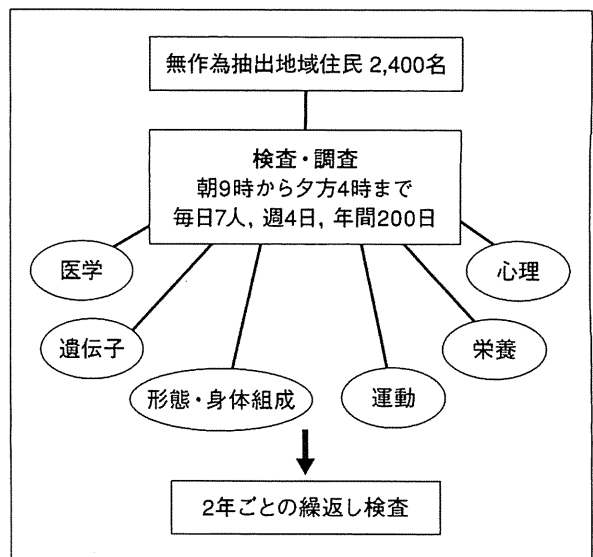 無作為抽出地域住民 2,400名
検査・調査
朝9時から夕方4時まで
毎日7人, 週4日, 年間200日
医学
心理
遺伝子
栄養
形態・身体組成
運動
2年ごとの繰返し検査